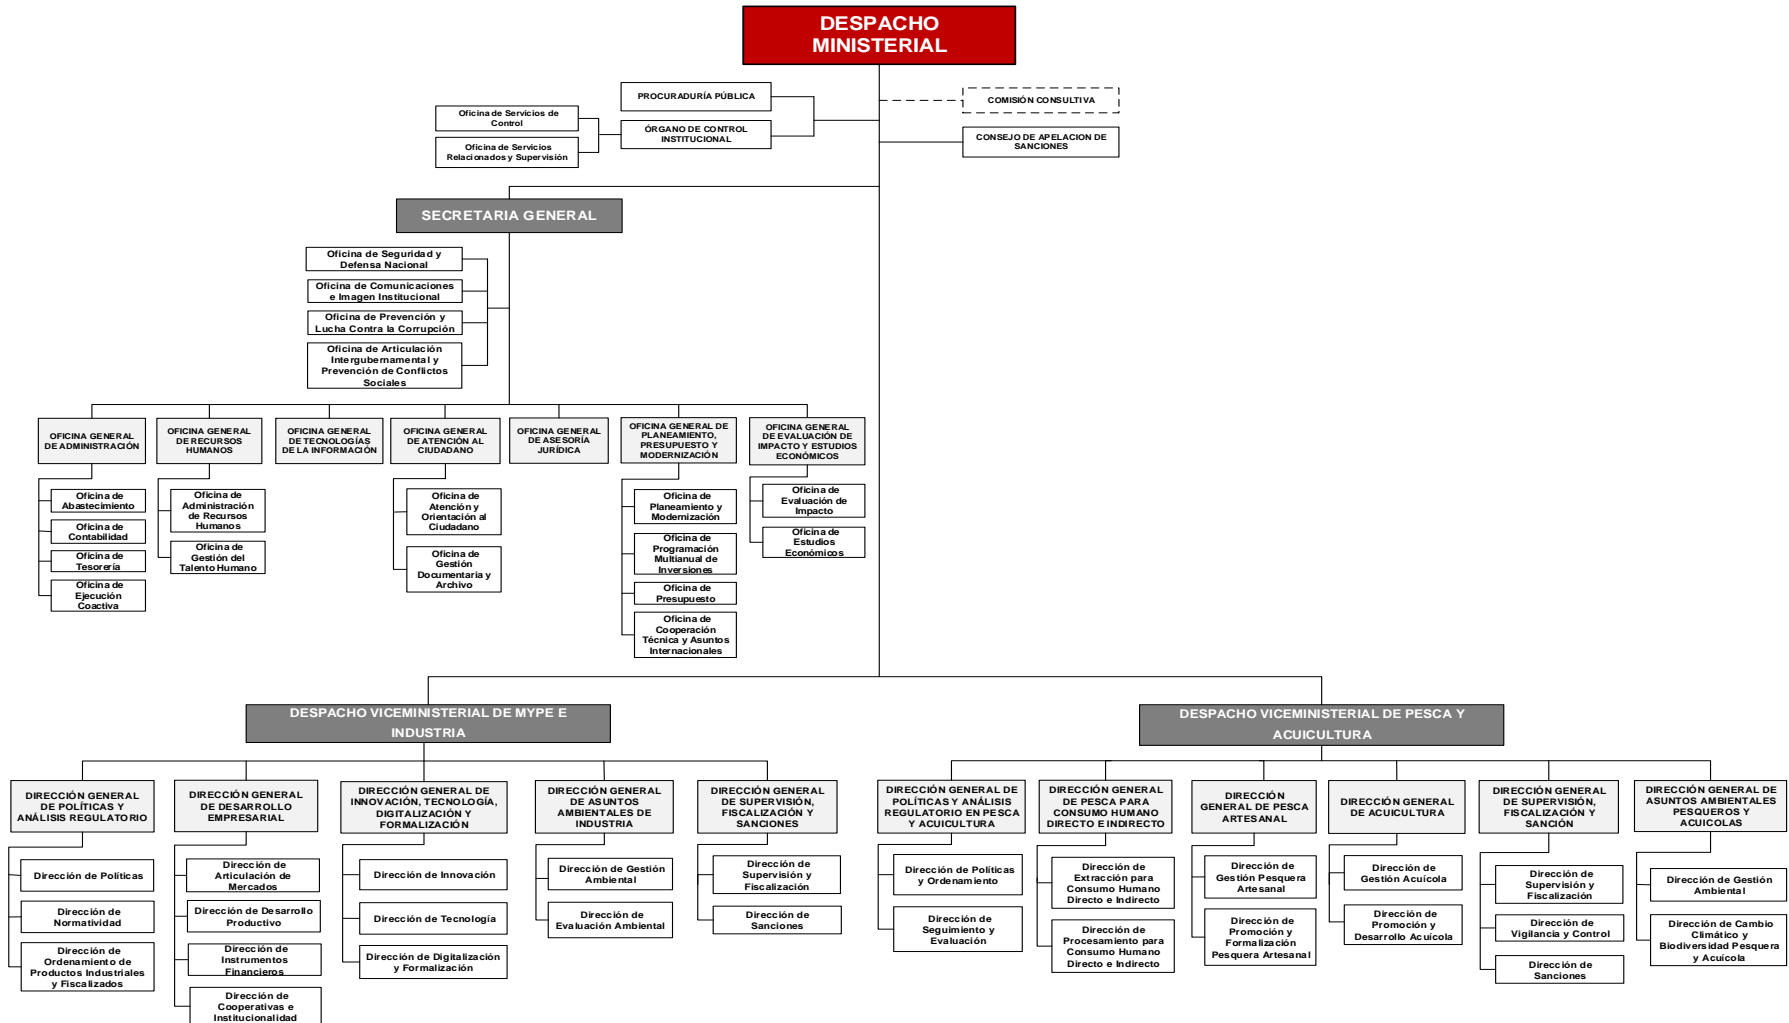 DESPACHO
MINISTERIAL
PROCURADURÍA PÚBLICA
COMISIÓN CONSULTIVA
Oficina de Servicios de
Control
ÓRGANO DE CONTROL
INSTITUCIONAL
CONSEJO DE APELACION DE
SANCIONES
Oficina de Servicios
Relacionados y Supervisión
SECRETARIA GENERAL
Oficina de Seguridad y
Defensa Nacional
Oficina de Comunicaciones
e Imagen Institucional
Oficina de Prevención y
Lucha Contra la Corrupción
Oficina de Articulación
Intergubernamental y
Prevención de Conflictos
Sociales
OFICINA GENERAL
DE ADMINISTRACIÓN
OFICINA GENERAL
DE RECURSOS
HUMANOS
OFICINA GENERAL
DE TECNOLOGÍAS
DE LA INFORMACIÓN
OFICINA GENERAL
DE ATENCIÓN AL
CIUDADANO
OFICINA GENERAL
DE ASESORÍA
JURÍDICA
OFICINA GENERAL DE
PLANEAMIENTO,
PRESUPUESTO Y
MODERNIZACIÓN
OFICINA GENERAL
DE EVALUACIÓN DE
IMPACTO Y ESTUDIOS
ECONÓMICOS
Oficina de
Abastecimiento
Oficina de
Contabilidad
Oficina de
Tesorería
Oficina de
Ejecución
Coactiva
Oficina de
Administración
de Recursos
Humanos
Oficina de
Gestión del
Talento Humano
Oficina de
Atención y
Orientación al
Ciudadano
Oficina de
Gestión
Documentaria y
Archivo
Oficina de
Planeamiento y
Modernización
Oficina de
Programación
Multianual de
Inversiones
Oficina de
Presupuesto
Oficina de
Cooperación
Técnica y Asuntos
Internacionales
Oficina de
Evaluación de
Impacto
Oficina de
Estudios
Económicos
DESPACHO VICEMINISTERIAL DE MYPE E
INDUSTRIA
DESPACHO VICEMINISTERIAL DE PESCA Y
ACUICULTURA
DIRECCIÓN GENERAL
DE POLÍTICAS Y
ANÁLISIS REGULATORIO
DIRECCIÓN GENERAL
DE DESARROLLO
EMPRESARIAL
DIRECCIÓN GENERAL DE
INNOVACIÓN, TECNOLOGÍA,
DIGITALIZACIÓN Y
FORMALIZACIÓN
DIRECCIÓN GENERAL
DE ASUNTOS
AMBIENTALES DE
INDUSTRIA
DIRECCIÓN GENERAL
DE SUPERVISIÓN,
FISCALIZACIÓN Y
SANCIONES
DIRECCIÓN GENERAL DE
POLÍTICAS Y ANÁLISIS
REGULATORIO EN PESCA
Y ACUICULTURA
DIRECCIÓN GENERAL
DE PESCA PARA
CONSUMO HUMANO
DIRECTO E INDIRECTO
DIRECCIÓN
GENERAL DE PESCA
ARTESANAL
DIRECCIÓN GENERAL
DE ACUICULTURA
DIRECCIÓN GENERAL
DE SUPERVISIÓN,
FISCALIZACIÓN Y
SANCIÓN
DIRECCIÓN GENERAL DE
ASUNTOS AMBIENTALES
PESQUEROS Y
ACUICOLAS
Dirección de Políticas
Dirección de
Normatividad
Dirección de
Ordenamiento de
Productos Industriales
y Fiscalizados
Dirección de
Articulación de
Mercados
Dirección de Desarrollo
Productivo
Dirección de
Instrumentos
Financieros
Dirección de
Cooperativas e
Institucionalidad
Dirección de Innovación
Dirección de Tecnología
Dirección de Digitalización
y Formalización
Dirección de Gestión
Ambiental
Dirección de
Evaluación Ambiental
Dirección de
Supervisión y
Fiscalización
Dirección de
Sanciones
Dirección de Políticas
y Ordenamiento
Dirección de
Seguimiento y
Evaluación
Dirección de
Extracción para
Consumo Humano
Directo e Indirecto
Dirección de
Procesamiento para
Consumo Humano
Directo e Indirecto
Dirección de
Gestión Pesquera
Artesanal
Dirección de
Promoción y
Formalización
Pesquera Artesanal
Dirección de
Gestión Acuícola
Dirección de
Promoción y
Desarrollo Acuícola
Dirección de
Supervisión y
Fiscalización
Dirección de
Vigilancia y Control
Dirección de
Sanciones
Dirección de Gestión
Ambiental
Dirección de Cambio
Climático y
Biodiversidad Pesquera
y Acuícola